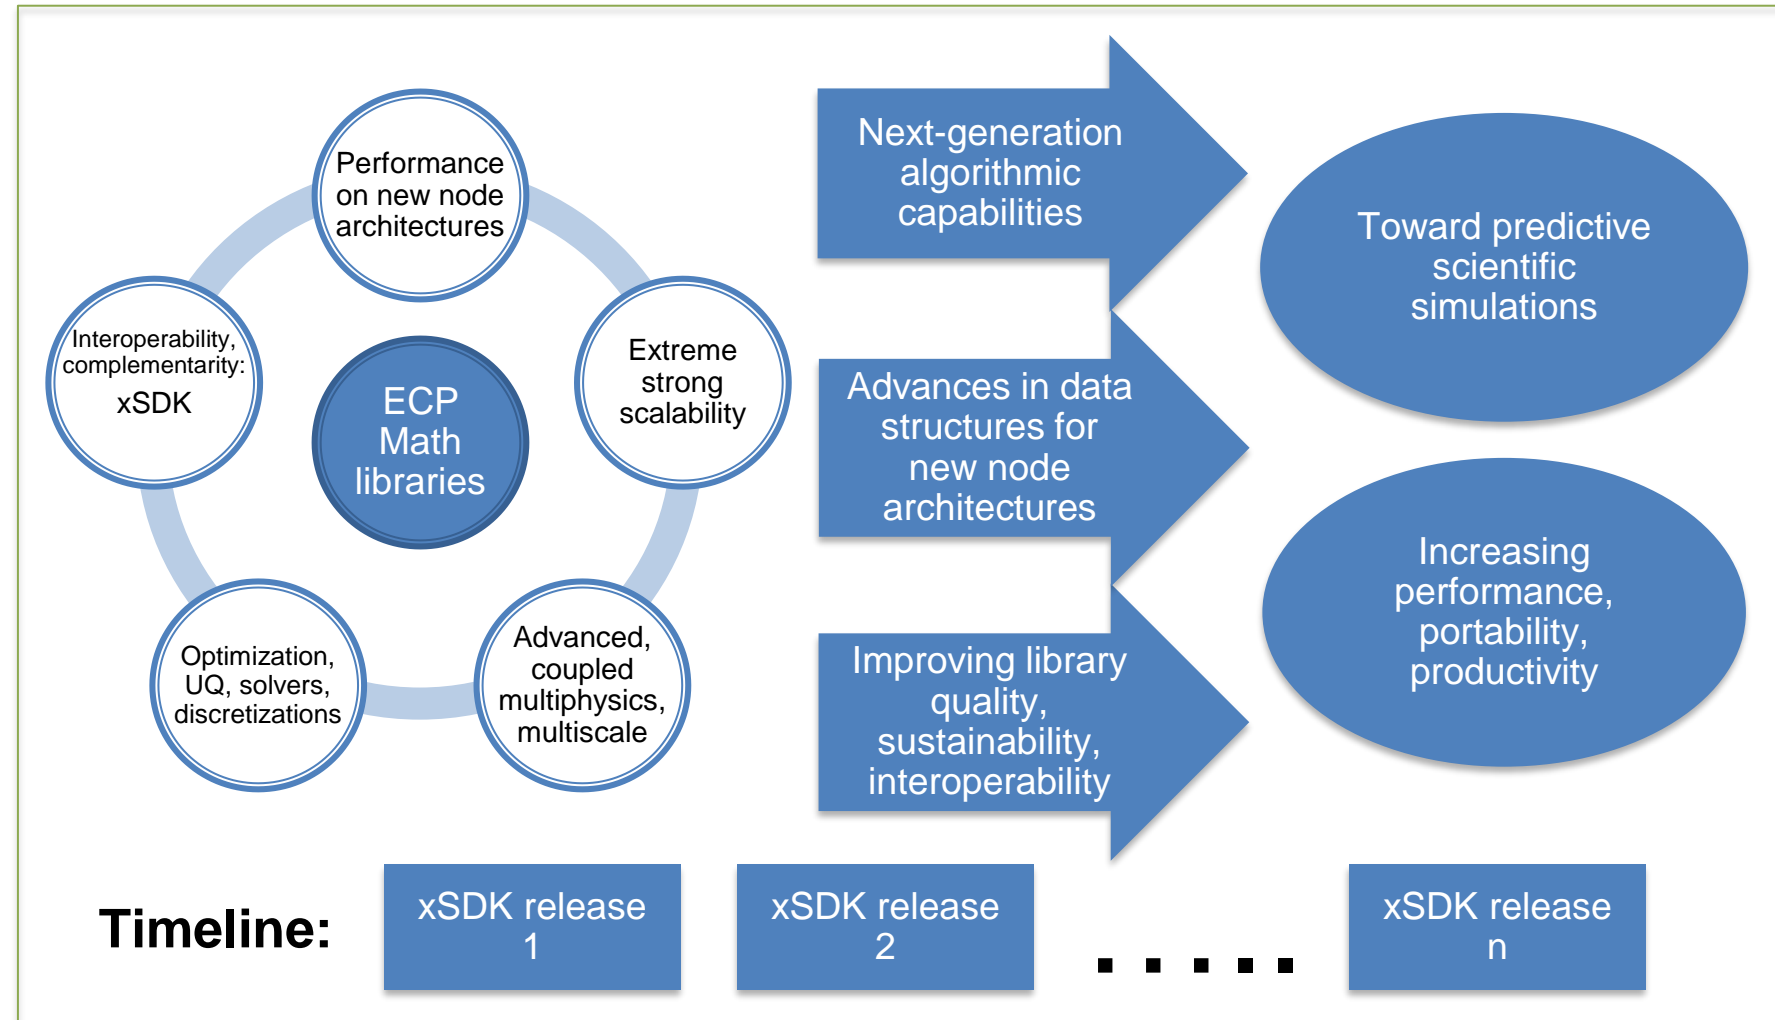 Performance
on new node
architectures
Interoperability,
complementarity:
xSDK
Extreme
strong
scalability
ECP
Math
libraries
Optimization,
UQ, solvers,
discretizations
Advanced,
coupled
multiphysics,
multiscale
Next-generation
algorithmic
capabilities
Advances in data
structures for
new node
architectures
Improving library
quality,
sustainability,
interoperability
Toward predictive
scientific
simulations
Increasing
performance,
portability,
productivity
Timeline:
xSDK release
1
xSDK release
2
. . . . .
xSDK release
n